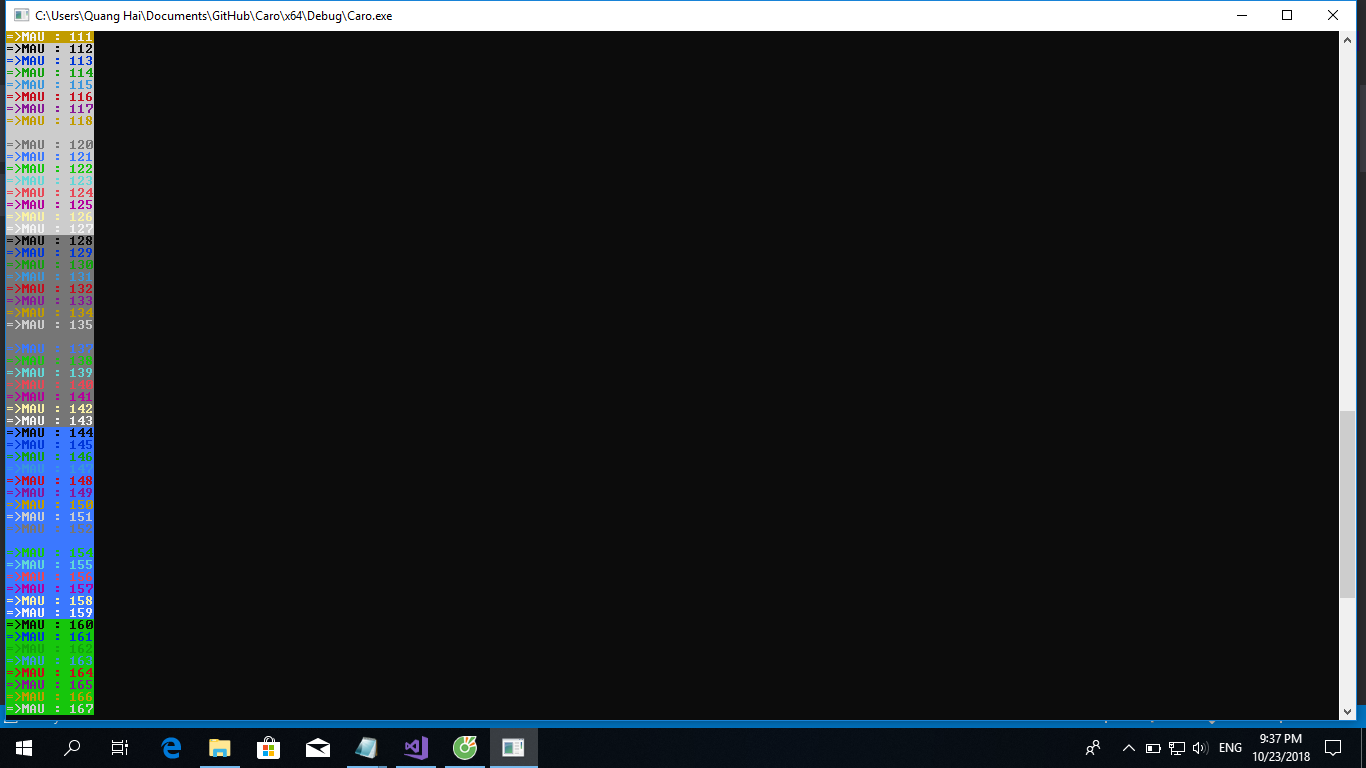 C:\Users\Quang Hai\Documents\GitHub\Caro\x64\Debug\Caro.exe
=>MAU : 111
=>MAU : 112
=>MAU : 113
=>MAU : 114
=>MAU : 115
=>MAU : 116
=>MAU : 117
=>MAU : 118
=>MAU : 120
=>MAU : 121
=>MAU : 122
=>MAU : 123
=>MAU : 124
=>MAU : 125
=>MAU : 126
=>MAU : 127
=>MAU : 128
=>MAU : 129
=>MAU : 130
=>MAU : 131
=>MAU : 132
=>MAU : 133
=>MAU : 134
=>MAU : 135
>MAU : 137
>MAU : 138
=>MAU : 139
>MAU : 140
=>MAU : 141
=>MAU : 142
=>MAU : 143
=>MAU : 144
=>MAU : 145
=>MAU : 146
=>MAU : 147
=>MAU : 148
=>MAU : 149
=>MAU : 150
=>MAU : 151
>MAU : 152
>MAU : 154
=>MAU : 155
>MAU : 156
=>MAU : 157
=>MAU : 158
=>MAU : 159
=>MAU : 160
=>MAU : 161
=>MAU : 162
=>MAU : 163
=>MAU : 164
=>MAU : 165
=>MAU : 166
=>MAU : 167
ENG
9:37 PM
10/23/2018